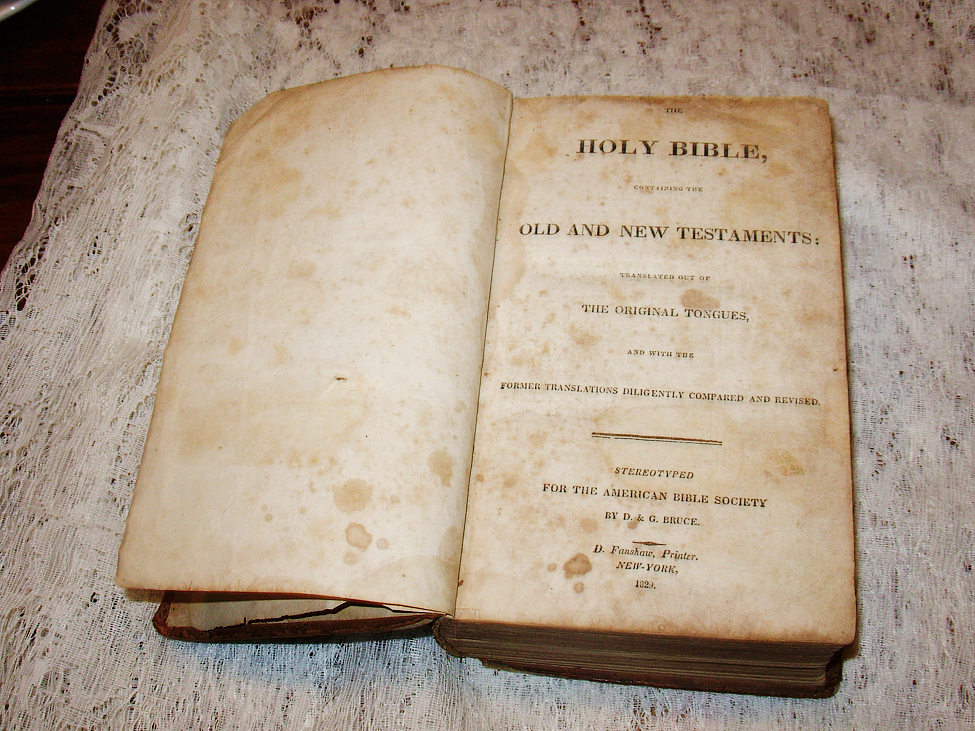 THE
HOLY BIBLE,
CONTAINING THE
OLD AND NEW TESTAMENTS:
TRANSLATED OUT OF
THE ORIGINAL TONGUES,
AND WITH THE
FORMER TRANSLATIONS DILIGENTLY COMPARED AND REVISED.
STEREOTYPED
FOR THE AMERICAN BIBLE SOCIETY
BY D. & G. BRUCE.
D. Fanshaw, Printer.
NEW-YORK,
1829.